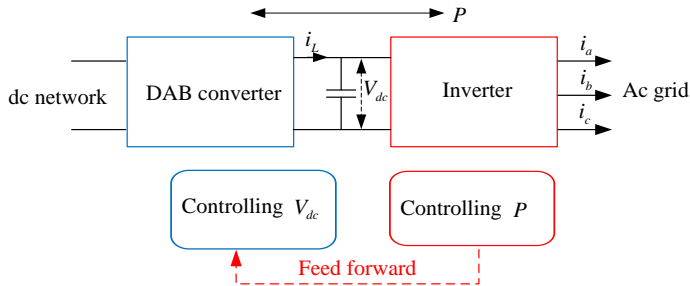 P
i_L
i_a
dc network
DAB converter
V_dc
Inverter
i_b
Ac grid
i_c
Controlling V_dc
Controlling P
Feed forward